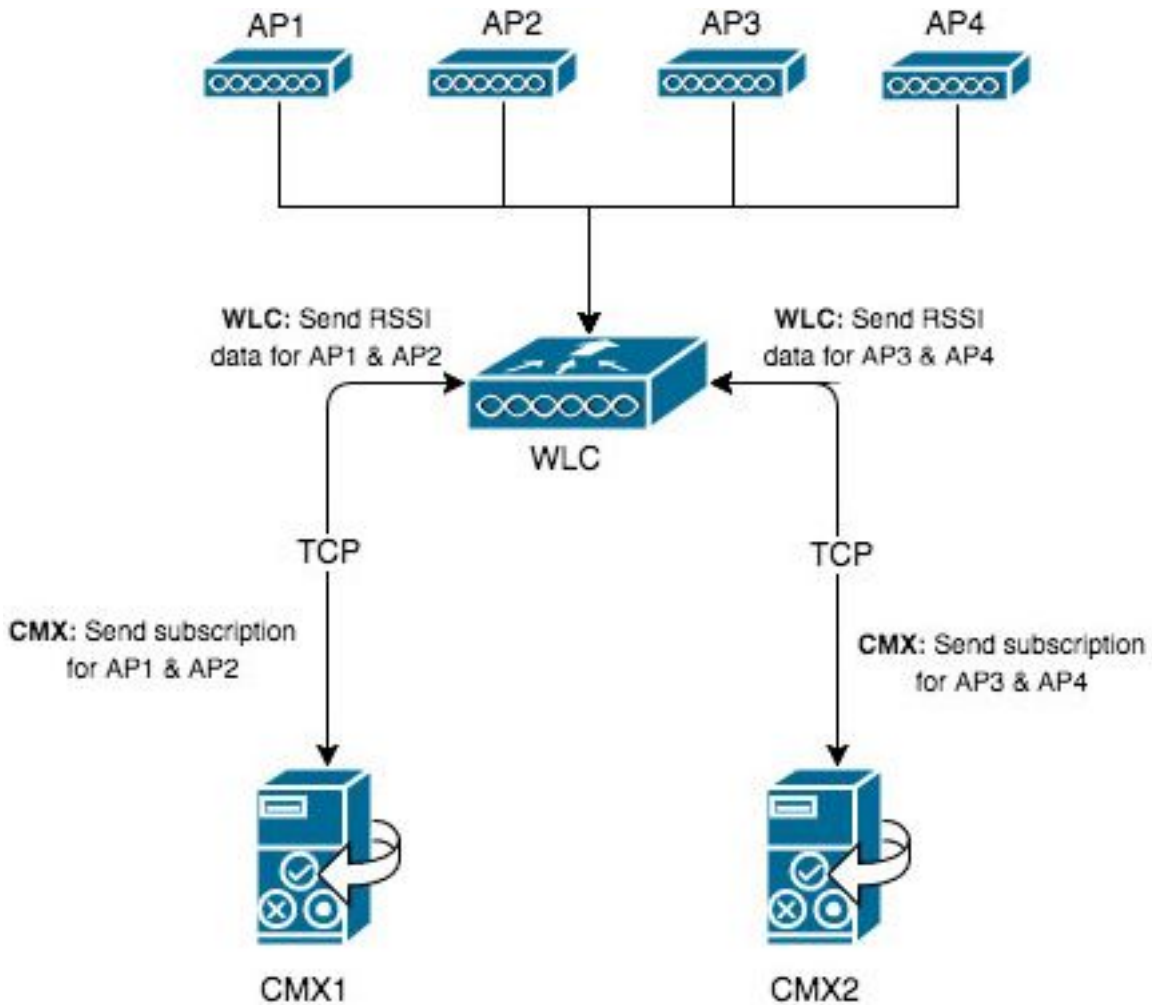 AP1
AP2
AP3
AP4
WLC: Send RSSI
data for AP1 & AP2
WLC: Send RSSI
data for AP3 & AP4
WLC
TCP
TCP
CMX: Send subscription
for AP1 & AP2
CMX: Send subscription
for AP3 & AP4
CMX1
CMX2